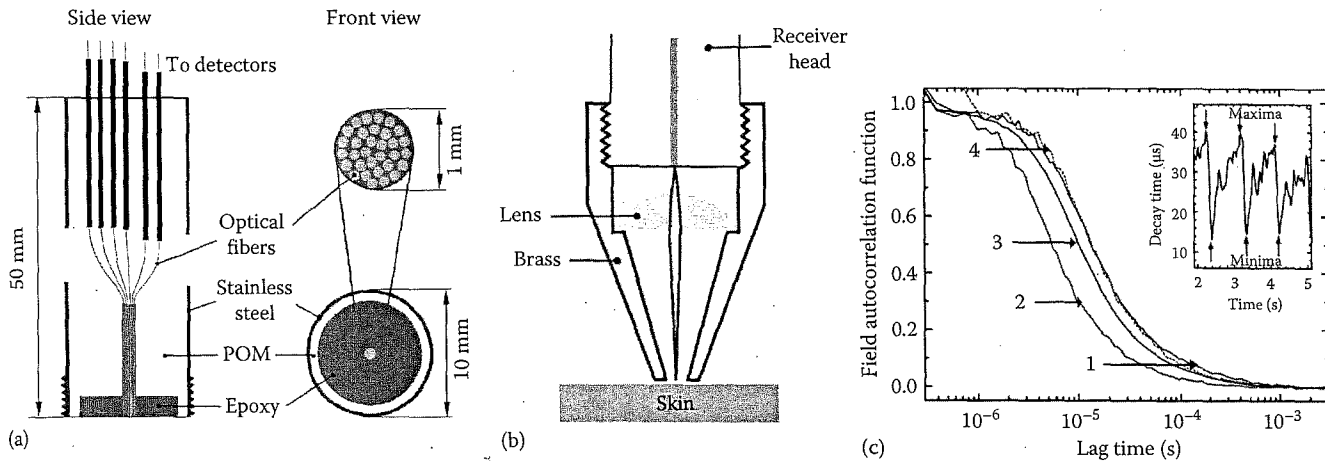 Side view
Front view
To detectors
50 mm
1 mm
Optical
fibers
Stainless
steel
POM
10 mm
Epoxy
(a)
Receiver
head
Lens
Brass
Skin
(b)
Field autocorrelation function
1.0
0.8
0.6
0.4
0.2
0.0
10⁻⁶
10⁻⁵
10⁻⁴
10⁻³
Lag time (s)
4
3
2
1
Decay time (µs)
40
30
20
10
Maxima
Minima
2 3 4 5
Time (s)
(c)